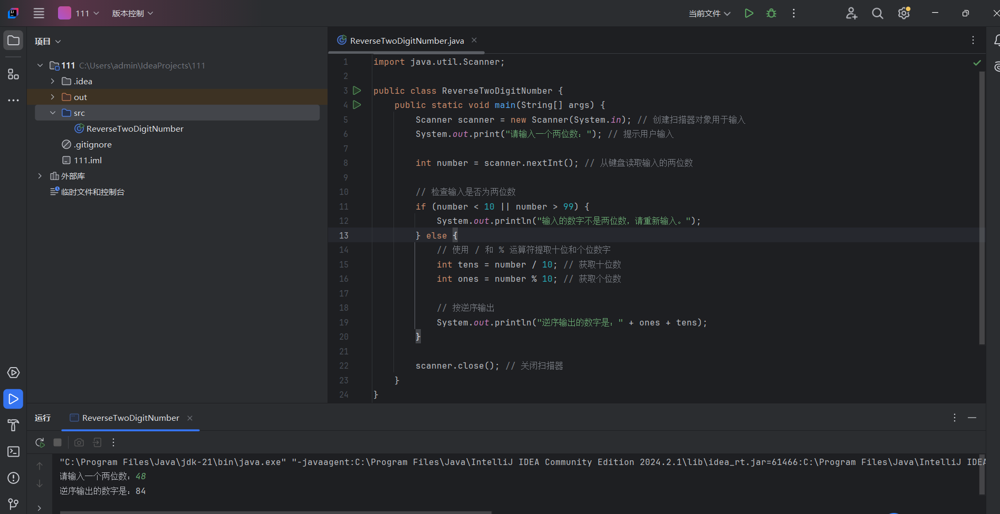 111
版本控制
当前文件
项目
ReverseTwoDigitNumber.java
111 C:\Users\admin\IdeaProjects\111
.idea
out
src
ReverseTwoDigitNumber
.gitignore
111.iml
外部库
临时文件和控制台
1 import java.util.Scanner;
2
3 public class ReverseTwoDigitNumber {
4 public static void main(String[] args) {
5 Scanner scanner = new Scanner(System.in); // 创建扫描器对象用于输入
6 System.out.print("请输入一个两位数："); // 提示用户输入
7
8 int number = scanner.nextInt(); // 从键盘读取输入的两位数
9
10 // 检查输入是否为两位数
11 if (number < 10 || number > 99) {
12 System.out.println("输入的数字不是两位数，请重新输入。");
13 } else {
14 // 使用 / 和 % 运算符提取十位和个位数字
15 int tens = number / 10; // 获取十位数
16 int ones = number % 10; // 获取个位数
17
18 // 按逆序输出
19 System.out.println("逆序输出的数字是：" + ones + tens);
20 }
21
22 scanner.close(); // 关闭扫描器
23 }
24 }
运行
ReverseTwoDigitNumber
"C:\Program Files\Java\jdk-21\bin\java.exe" "-javaagent:C:\Program Files\Java\IntelliJ IDEA Community Edition 2024.2.1\lib\idea_rt.jar=61466:C:\Program Files\Java\IntelliJ IDEA
请输入一个两位数：48
逆序输出的数字是：84